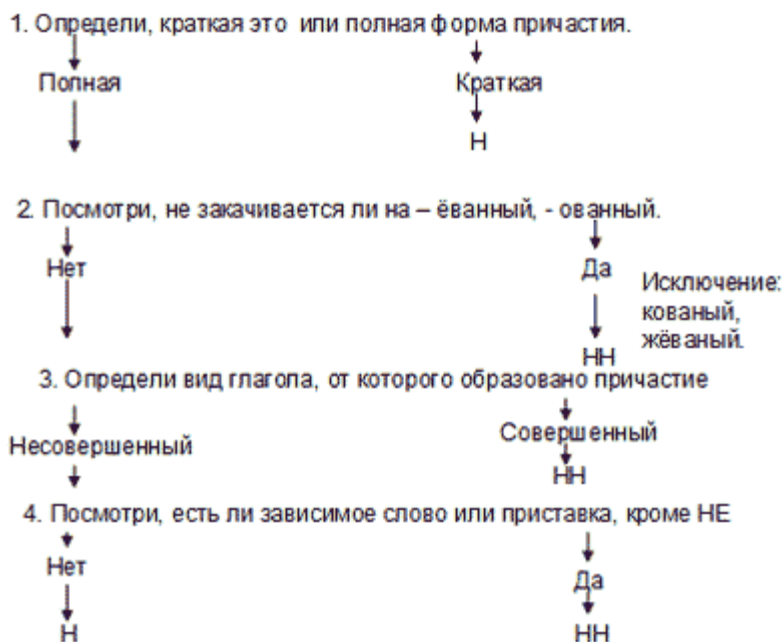 1. Определи, краткая это или полная форма причастия.
Полная Краткая
Н
2. Посмотри, не закачивается ли на – ёванный, - ованный.
Нет Да
Исключение:
кованый,
жёваный.
НН
3. Определи вид глагола, от которого образовано причастие
Несовершенный Совершенный
НН
4. Посмотри, есть ли зависимое слово или приставка, кроме НЕ
Нет Да
Н НН